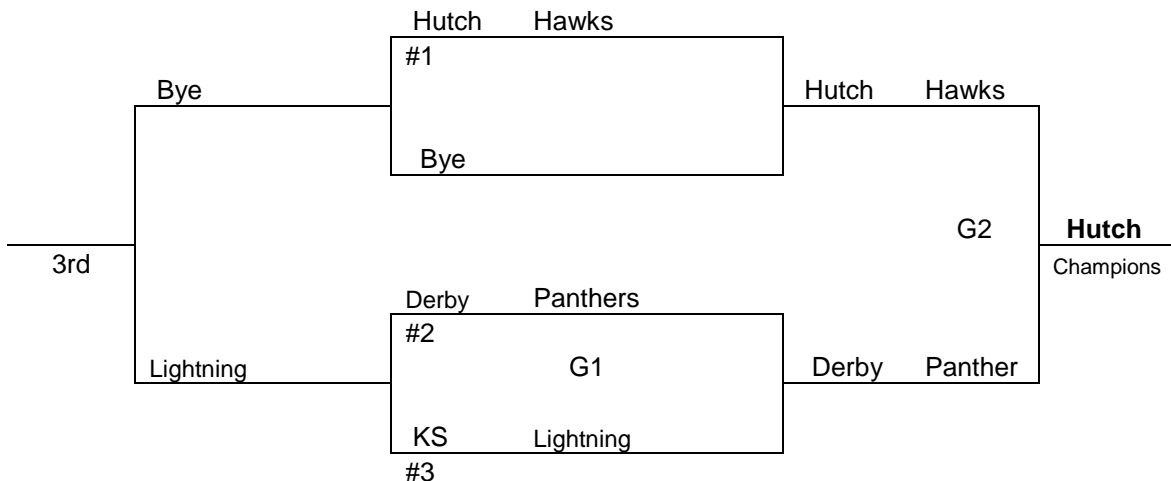 Hutch Hawks
#1
Bye Hutch Hawks
Bye
G2 Hutch
3rd Champions
Derby Panthers
#2
Lightning G1 Derby Panther
KS Lightning
#3